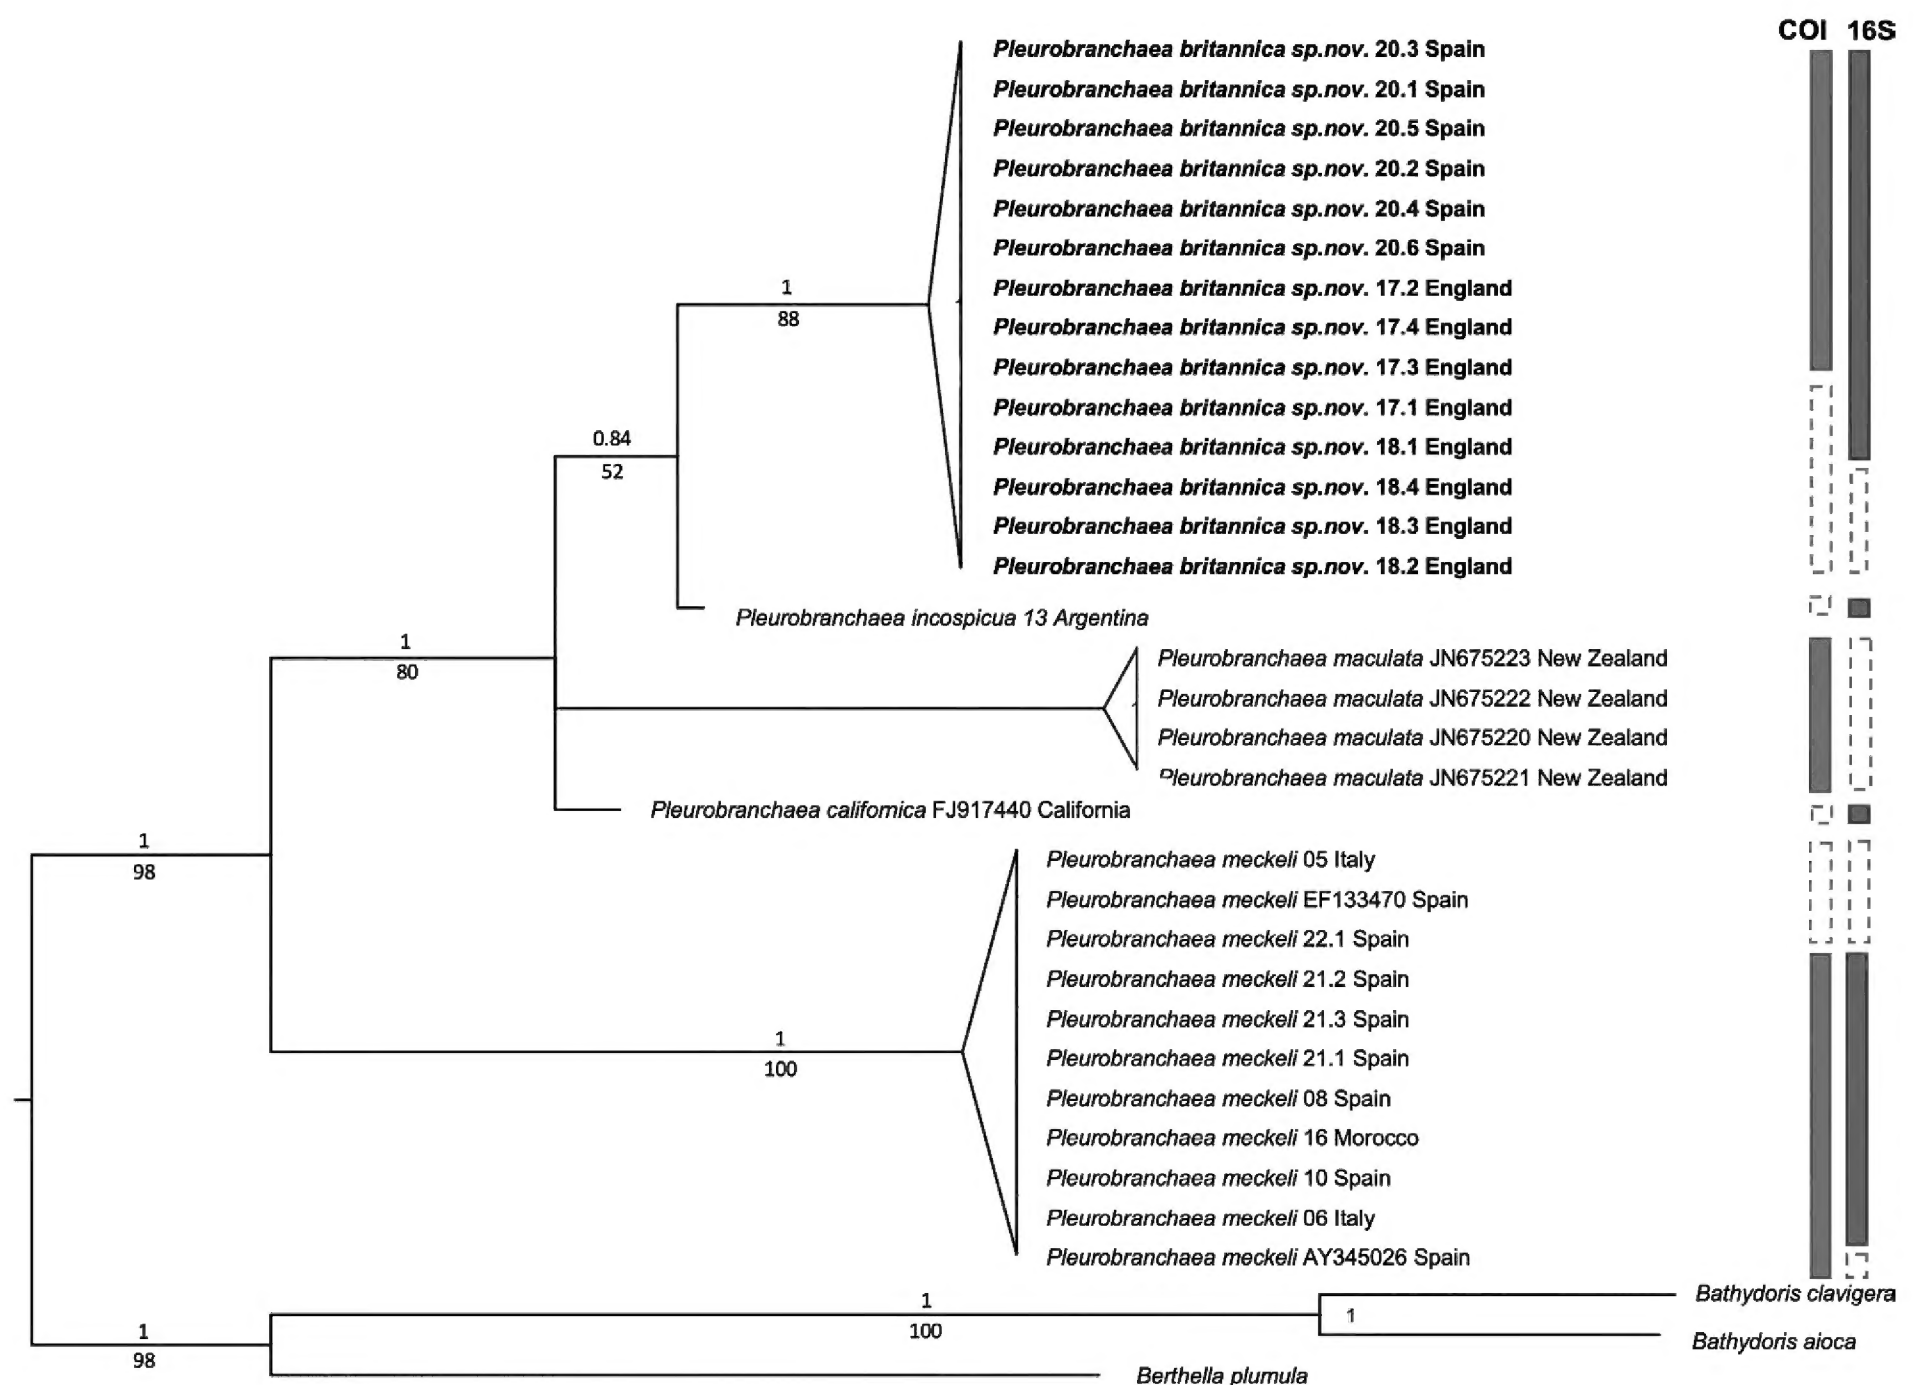 COI 16S
Pleurobranchaea britannica sp.nov. 20.3 Spain
Pleurobranchaea britannica sp.nov. 20.1 Spain
Pleurobranchaea britannica sp.nov. 20.5 Spain
Pleurobranchaea britannica sp.nov. 20.2 Spain
Pleurobranchaea britannica sp.nov. 20.4 Spain
Pleurobranchaea britannica sp.nov. 20.6 Spain
1
88
Pleurobranchaea britannica sp.nov. 17.2 England
Pleurobranchaea britannica sp.nov. 17.4 England
Pleurobranchaea britannica sp.nov. 17.3 England
Pleurobranchaea britannica sp.nov. 17.1 England
0.84
52
Pleurobranchaea britannica sp.nov. 18.1 England
Pleurobranchaea britannica sp.nov. 18.4 England
Pleurobranchaea britannica sp.nov. 18.3 England
Pleurobranchaea britannica sp.nov. 18.2 England
Pleurobranchaea incospicua 13 Argentina
1
80
Pleurobranchaea maculata JN675223 New Zealand
Pleurobranchaea maculata JN675222 New Zealand
Pleurobranchaea maculata JN675220 New Zealand
Pleurobranchaea maculata JN675221 New Zealand
Pleurobranchaea californica FJ917440 California
1
98
Pleurobranchaea meckeli 05 Italy
Pleurobranchaea meckeli EF133470 Spain
Pleurobranchaea meckeli 22.1 Spain
Pleurobranchaea meckeli 21.2 Spain
Pleurobranchaea meckeli 21.3 Spain
1
100
Pleurobranchaea meckeli 21.1 Spain
Pleurobranchaea meckeli 08 Spain
Pleurobranchaea meckeli 16 Morocco
Pleurobranchaea meckeli 10 Spain
Pleurobranchaea meckeli 06 Italy
Pleurobranchaea meckeli AY345026 Spain
1
100
1
Bathydoris clavigera
Bathydoris aioca
1
98
Berthella plumula